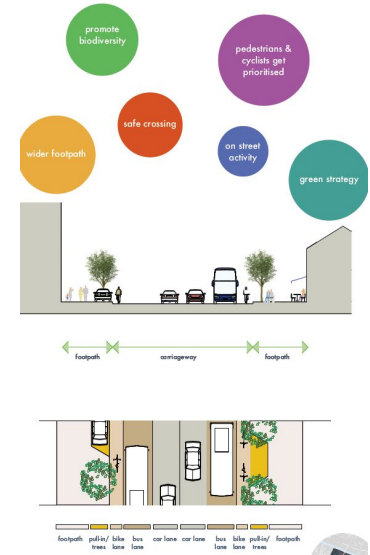 promote
biodiversity
pedestrians &
cyclists get
prioritised
safe crossing
wider footpath
on street
activity
green strategy
footpath
carriageway
footpath
footpath
pull-in/
trees
bike
lane
bus
lane
car lane
car lane
bus
lane
bike
lane
pull-in/
trees
footpath